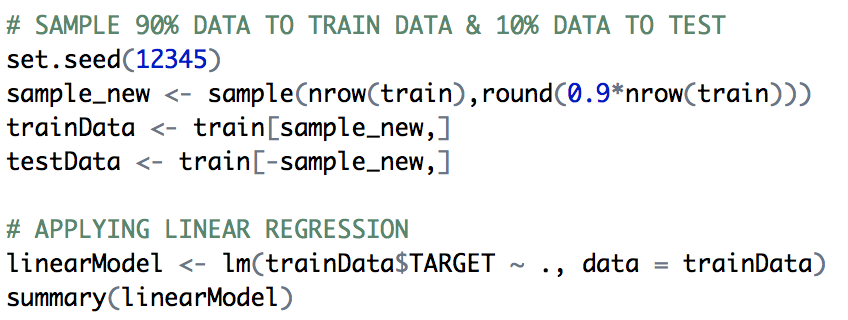 # SAMPLE 90% DATA TO TRAIN DATA & 10% DATA TO TEST
set.seed(12345)
sample_new <- sample(nrow(train),round(0.9*nrow(train)))
trainData <- train[sample_new,]
testData <- train[-sample_new,]
# APPLYING LINEAR REGRESSION
linearModel <- lm(trainData$TARGET ~ ., data = trainData)
summary(linearModel)